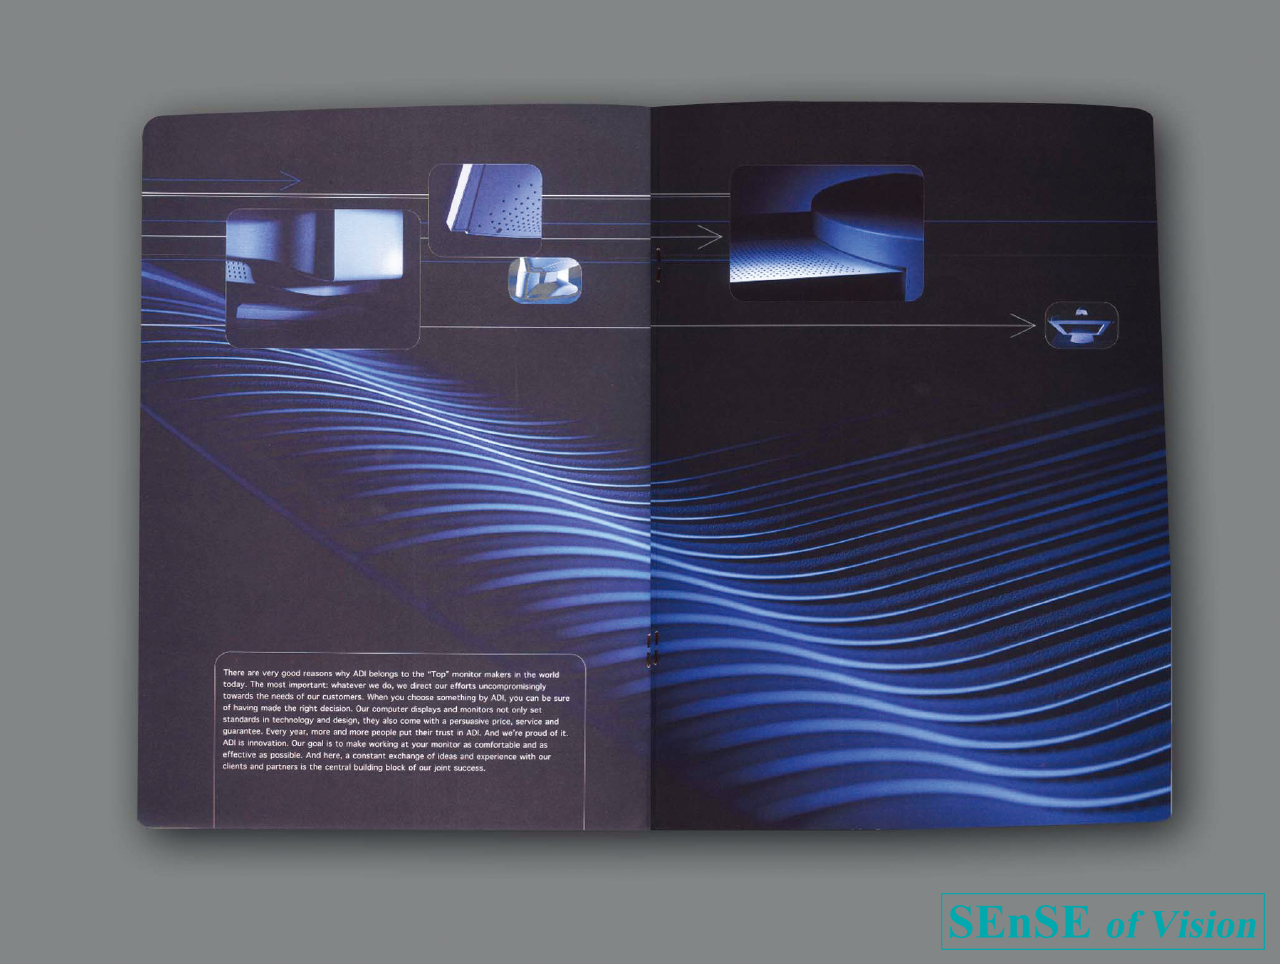 There are very good reasons why ADI belongs to the "Top" monitor makers in the world
today. The most important: whatever we do, we direct our efforts uncompromisingly
towards the needs of our customers. When you choose something by ADI, you can be sure
of having made the right decision. Our computer displays and monitors not only set
standards in technology and design, they also come with a persuasive price, service and
guarantee. Every year, more and more people put their trust in ADI. And we're proud of it.
ADI is innovation. Our goal is to make working at your monitor as comfortable and as
effective as possible. And here, a constant exchange of ideas and experience with our
clients and partners is the central building block of our joint success.
SEnSE of Vision